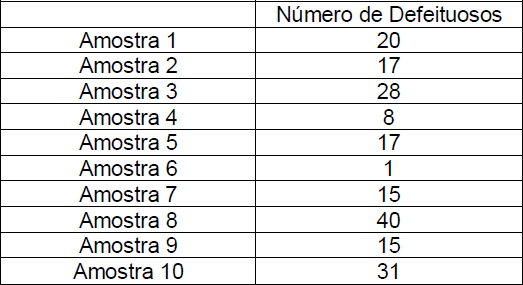 Número de Defeituosos
Amostra 1 20
Amostra 2 17
Amostra 3 28
Amostra 4 8
Amostra 5 17
Amostra 6 1
Amostra 7 15
Amostra 8 40
Amostra 9 15
Amostra 10 31